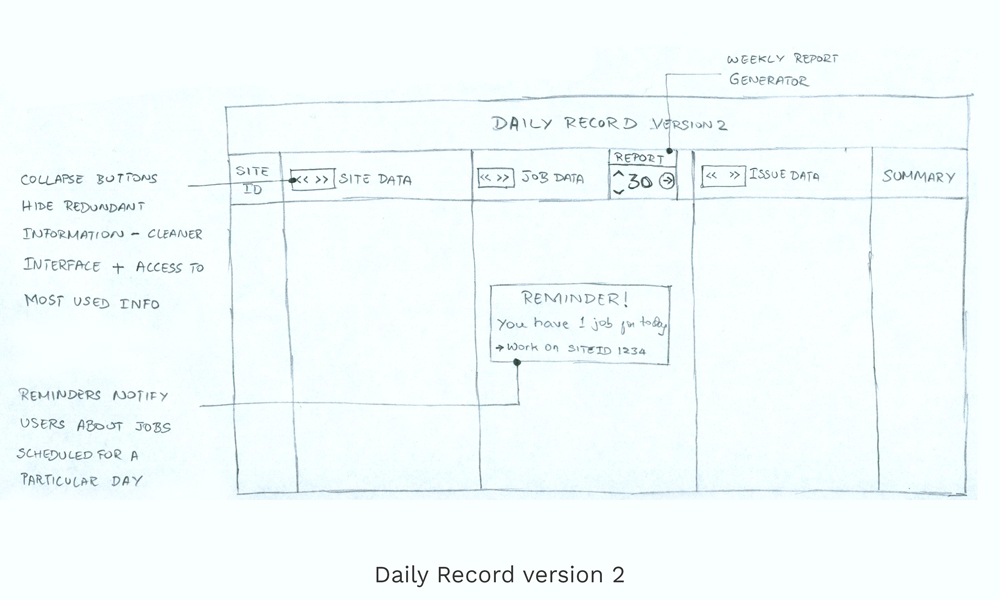 WEEKLY REPORT
GENERATOR
DAILY RECORD VERSION 2
SITE
ID
<< >> SITE DATA
<< >> JOB DATA
REPORT
30
<< >> ISSUE DATA
SUMMARY
COLLAPSE BUTTONS
HIDE REDUNDANT
INFORMATION - CLEANER
INTERFACE + ACCESS TO
MOST USED INFO
REMINDER!
You have 1 job for today
→ Work on SITEID 1234
REMINDERS NOTIFY
USERS ABOUT JOBS
SCHEDULED FOR A
PARTICULAR DAY
Daily Record version 2